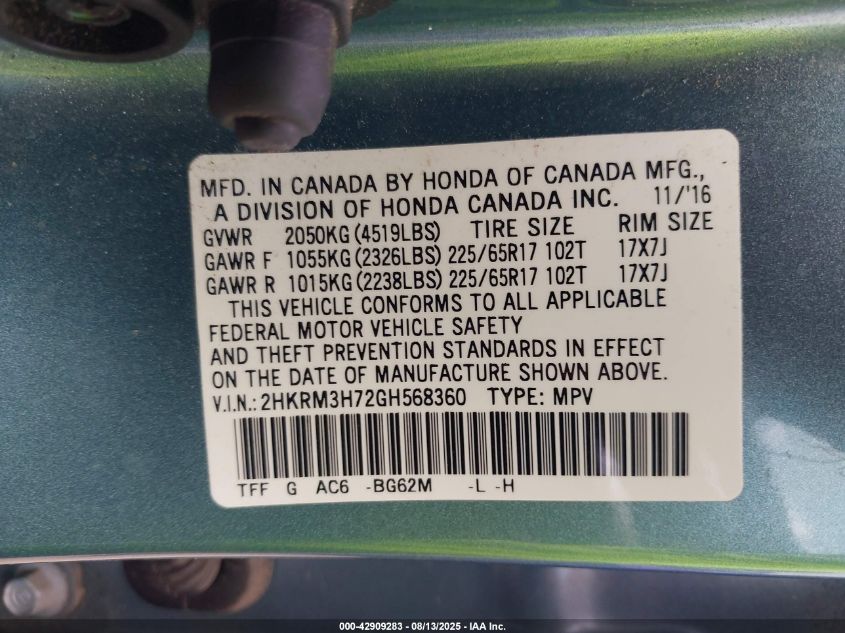 MFD. IN CANADA BY HONDA OF CANADA MFG.,
A DIVISION OF HONDA CANADA INC. 11/'16
GVWR 2050KG (4519LBS) TIRE SIZE RIM SIZE
GAWR F 1055KG (2326LBS) 225/65R17 102T 17X7J
GAWR R 1015KG (2238LBS) 225/65R17 102T 17X7J
THIS VEHICLE CONFORMS TO ALL APPLICABLE
FEDERAL MOTOR VEHICLE SAFETY
AND THEFT PREVENTION STANDARDS IN EFFECT
ON THE DATE OF MANUFACTURE SHOWN ABOVE.
V.I.N.: 2HKRM3H72GH568360 TYPE: MPV
TFF G AC6 -BG62M -L -H
000-42909283 - 08/13/2025 - IAA Inc.